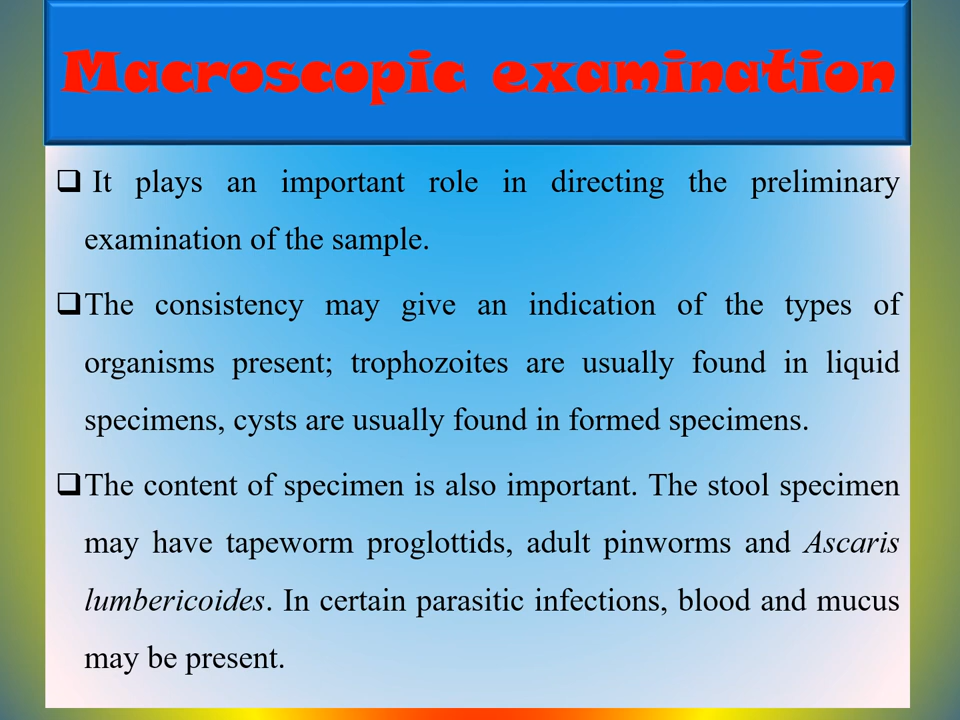 Macroscopic examination
It plays an important role in directing the preliminary
examination of the sample.
The consistency may give an indication of the types of
organisms present; trophozoites are usually found in liquid
specimens, cysts are usually found in formed specimens.
The content of specimen is also important. The stool specimen
may have tapeworm proglottids, adult pinworms and Ascaris
lumbericoides. In certain parasitic infections, blood and mucus
may be present.